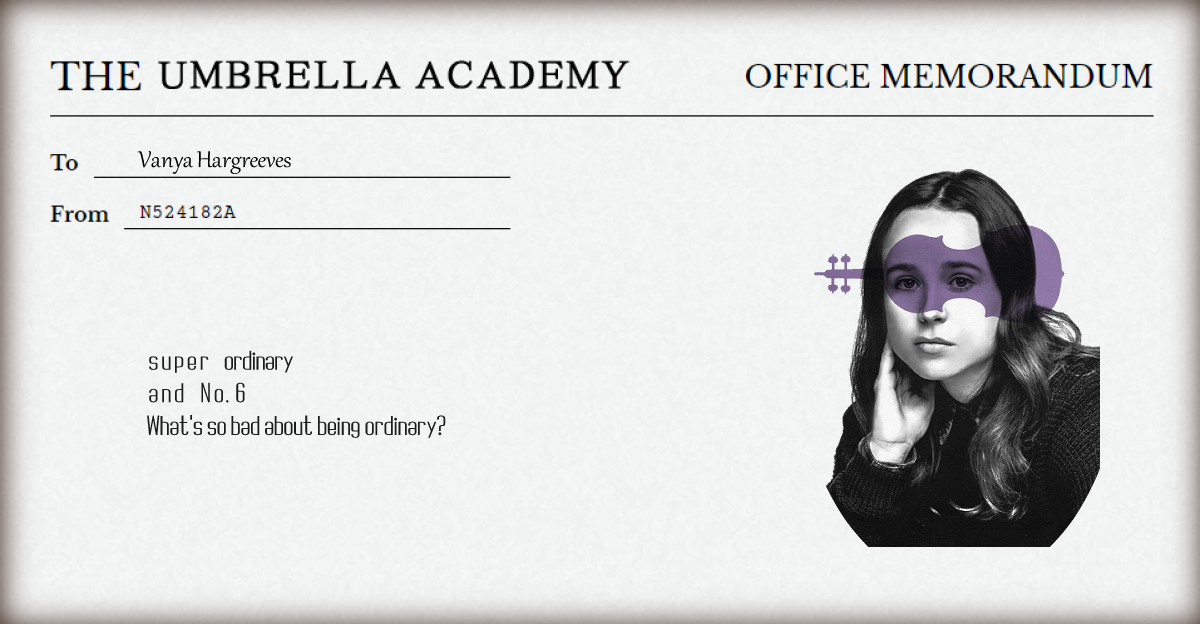 THE UMBRELLA ACADEMY OFFICE MEMORANDUM
To Vanya Hargreeves
From N524182A
super ordinary
and No.6
What's so bad about being ordinary?